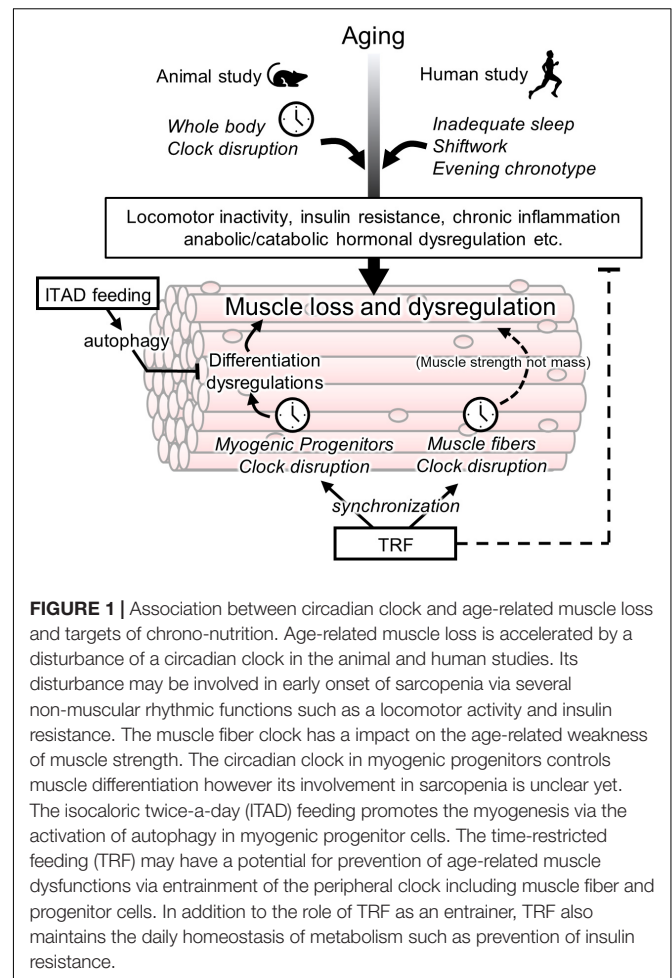 Aging
Animal study
Human study
Whole body
Clock disruption
Inadequate sleep
Shiftwork
Evening chronotype
Locomotor inactivity, insulin resistance, chronic inflammation
anabolic/catabolic hormonal dysregulation etc.
ITAD feeding
Muscle loss and dysregulation
autophagy
Differentiation
dysregulations
(Muscle strength not mass)
Myogenic Progenitors
Clock disruption
Muscle fibers
Clock disruption
synchronization
TRF
FIGURE 1 | Association between circadian clock and age-related muscle loss
and targets of chrono-nutrition. Age-related muscle loss is accelerated by a
disturbance of a circadian clock in the animal and human studies. Its
disturbance may be involved in early onset of sarcopenia via several
non-muscular rhythmic functions such as a locomotor activity and insulin
resistance. The muscle fiber clock has a impact on the age-related weakness
of muscle strength. The circadian clock in myogenic progenitors controls
muscle differentiation however its involvement in sarcopenia is unclear yet.
The isocaloric twice-a-day (ITAD) feeding promotes the myogenesis via the
activation of autophagy in myogenic progenitor cells. The time-restricted
feeding (TRF) may have a potential for prevention of age-related muscle
dysfunctions via entrainment of the peripheral clock including muscle fiber and
progenitor cells. In addition to the role of TRF as an entrainer, TRF also
maintains the daily homeostasis of metabolism such as prevention of insulin
resistance.